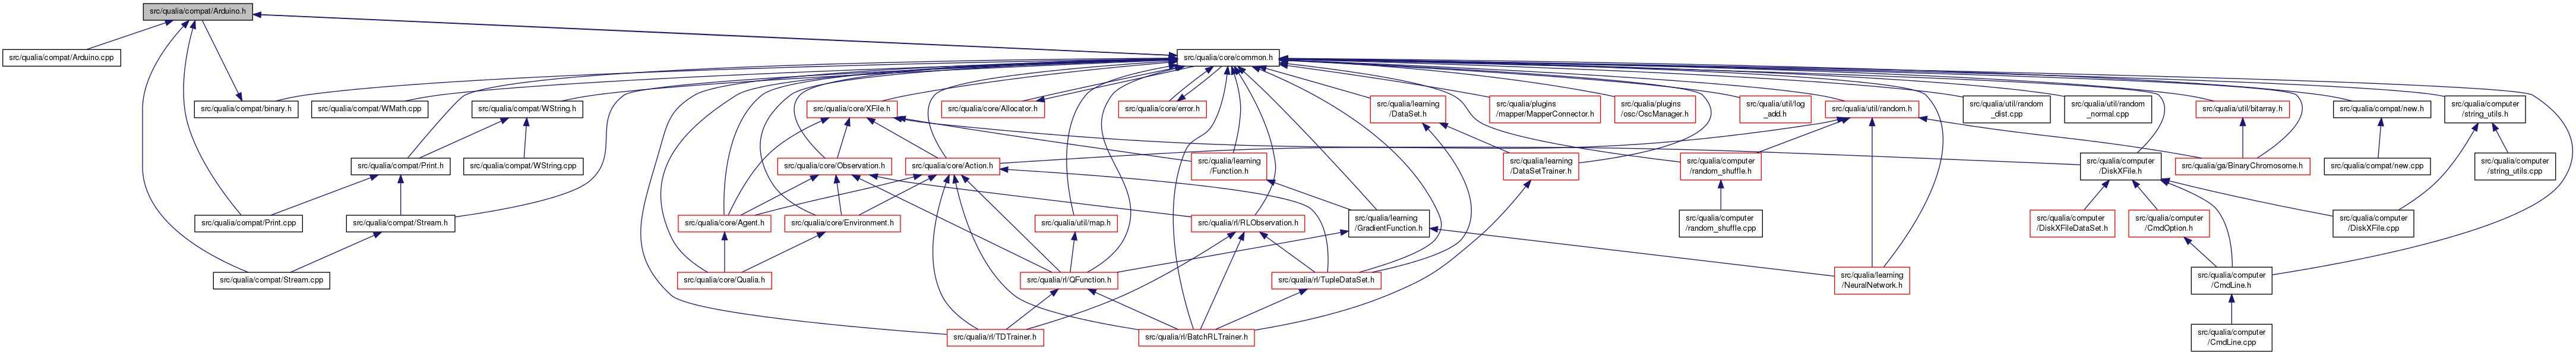 src/qualia/compat/Arduino.h
src/qualia/compat/Arduino.cpp
src/qualia/core/common.h
src/qualia/compat/binary.h
src/qualia/compat/WMath.cpp
src/qualia/compat/WString.h
src/qualia/core/XFile.h
src/qualia/core/Allocator.h
src/qualia/core/error.h
src/qualia/learning
/DataSet.h
src/qualia/plugins
/mapper/MapperConnector.h
src/qualia/plugins
/osc/OscManager.h
src/qualia/util/log
_add.h
src/qualia/util/random.h
src/qualia/util/random
_dist.cpp
src/qualia/util/random
_normal.cpp
src/qualia/util/bitarray.h
src/qualia/compat/new.h
src/qualia/computer
/string_utils.h
src/qualia/compat/Print.h
src/qualia/compat/WString.cpp
src/qualia/core/Observation.h
src/qualia/core/Action.h
src/qualia/learning
/Function.h
src/qualia/learning
/DataSetTrainer.h
src/qualia/computer
/random_shuffle.h
src/qualia/computer
/DiskXFile.h
src/qualia/ga/BinaryChromosome.h
src/qualia/compat/new.cpp
src/qualia/computer
/string_utils.cpp
src/qualia/compat/Print.cpp
src/qualia/compat/Stream.h
src/qualia/core/Agent.h
src/qualia/core/Environment.h
src/qualia/util/map.h
src/qualia/rl/RLObservation.h
src/qualia/learning
/GradientFunction.h
src/qualia/computer
/random_shuffle.cpp
src/qualia/computer
/DiskXFileDataSet.h
src/qualia/computer
/CmdOption.h
src/qualia/computer
/DiskXFile.cpp
src/qualia/compat/Stream.cpp
src/qualia/core/Qualia.h
src/qualia/rl/QFunction.h
src/qualia/rl/TupleDataSet.h
src/qualia/learning
/NeuralNetwork.h
src/qualia/computer
/CmdLine.h
src/qualia/rl/TDTrainer.h
src/qualia/rl/BatchRLTrainer.h
src/qualia/computer
/CmdLine.cpp